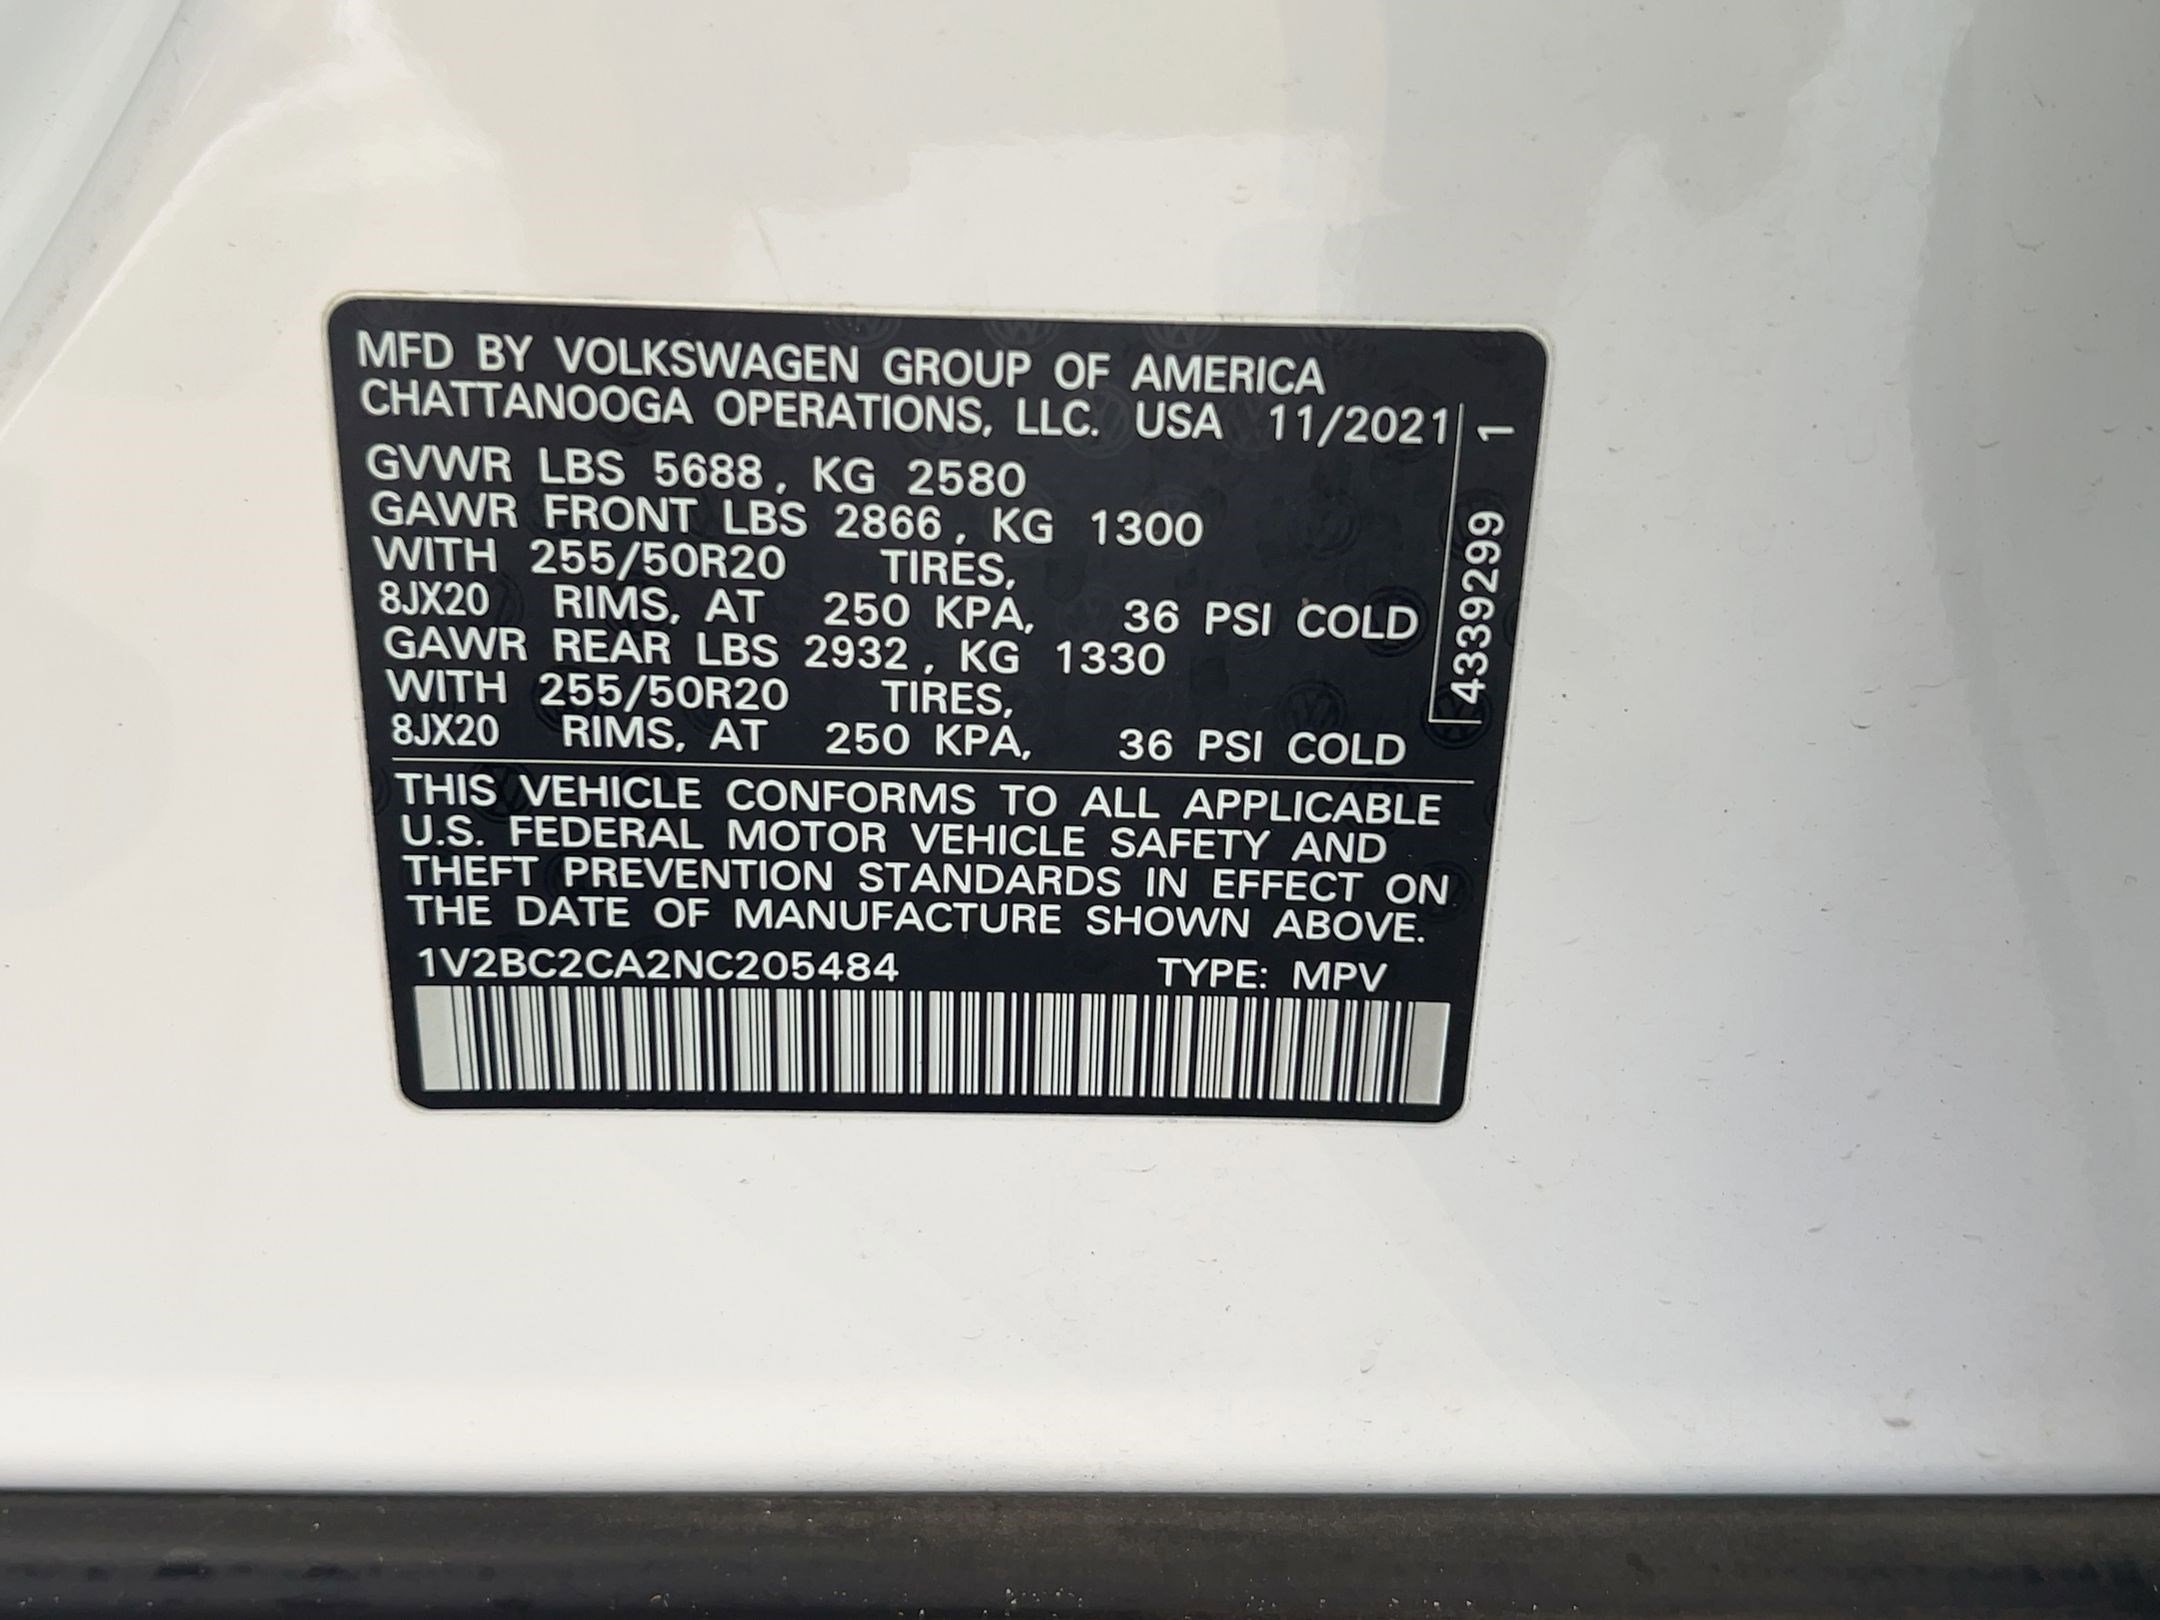 MFD BY VOLKSWAGEN GROUP OF AMERICA
CHATTANOOGA OPERATIONS, LLC. USA 11/2021
GVWR LBS 5688, KG 2580
GAWR FRONT LBS 2866, KG 1300
WITH 255/50R20 TIRES,
8JX20 RIMS, AT 250 KPA, 36 PSI COLD
GAWR REAR LBS 2932, KG 1330
WITH 255/50R20 TIRES,
8JX20 RIMS, AT 250 KPA, 36 PSI COLD
4339299 1
THIS VEHICLE CONFORMS TO ALL APPLICABLE
U.S. FEDERAL MOTOR VEHICLE SAFETY AND
THEFT PREVENTION STANDARDS IN EFFECT ON
THE DATE OF MANUFACTURE SHOWN ABOVE.
1V2BC2CA2NC205484 TYPE: MPV